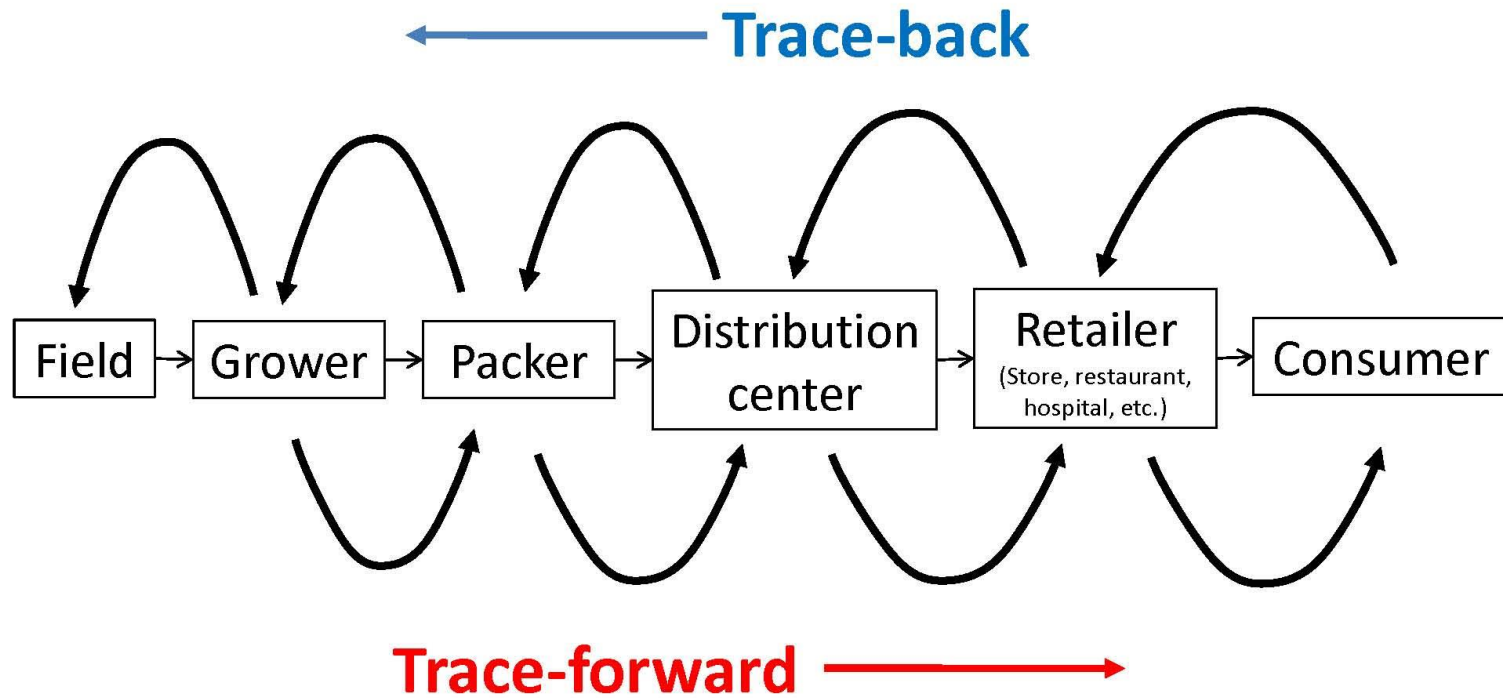 Trace-back
Field
Grower
Packer
Distribution
center
Retailer
(Store, restaurant,
hospital, etc.)
Consumer
Trace-forward